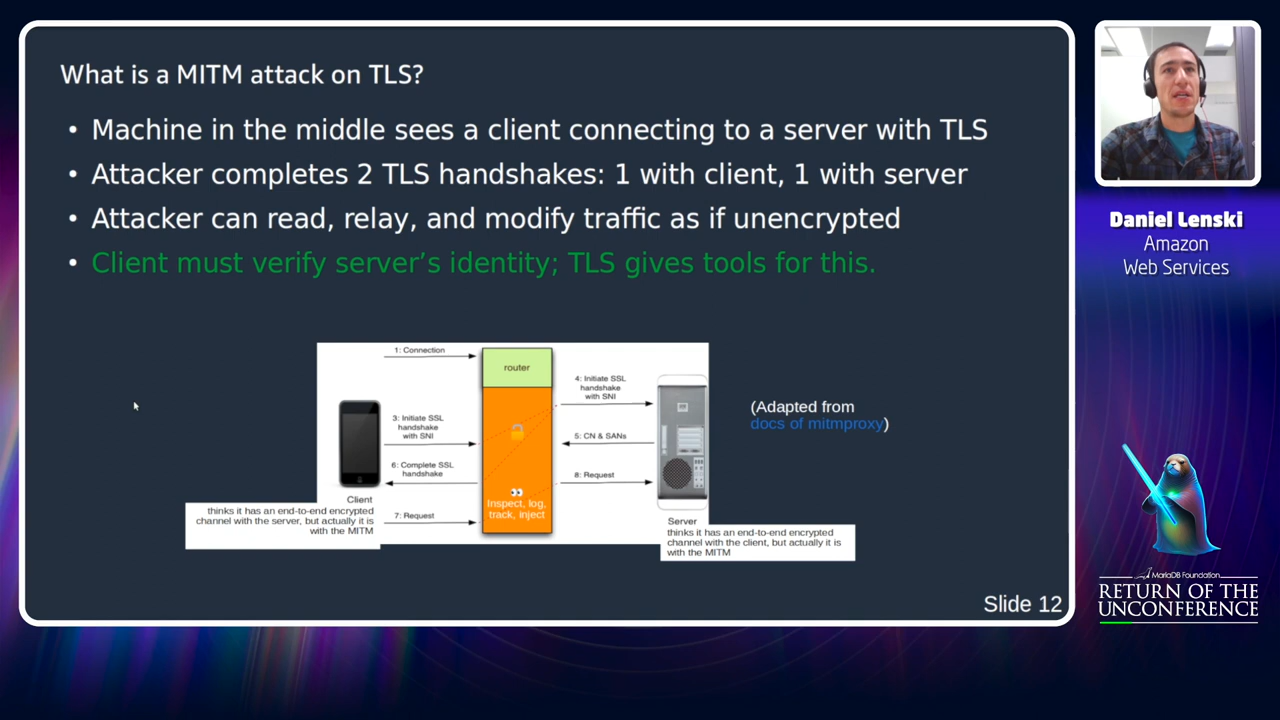 What is a MITM attack on TLS?
• Machine in the middle sees a client connecting to a server with TLS
• Attacker completes 2 TLS handshakes: 1 with client, 1 with server
• Attacker can read, relay, and modify traffic as if unencrypted
• Client must verify server's identity; TLS gives tools for this.
1: Connection
router
4: Initiate SSL
handshake
with SNI
3: Initiate SSL
handshake
with SNI
5: CN & SANs
6: Complete SSL
handshake
8: Request
Inspect, log,
track, inject
7: Request
Client
thinks it has an end-to-end encrypted
channel with the server, but actually it is
with the MITM
Server
thinks it has an end-to-end encrypted
channel with the client, but actually it is
with the MITM
(Adapted from
docs of mitmproxy)
Slide 12
Daniel Lenski
Amazon
Web Services
MariaDB Foundation
RETURN OF THE
UNCONFERENCE